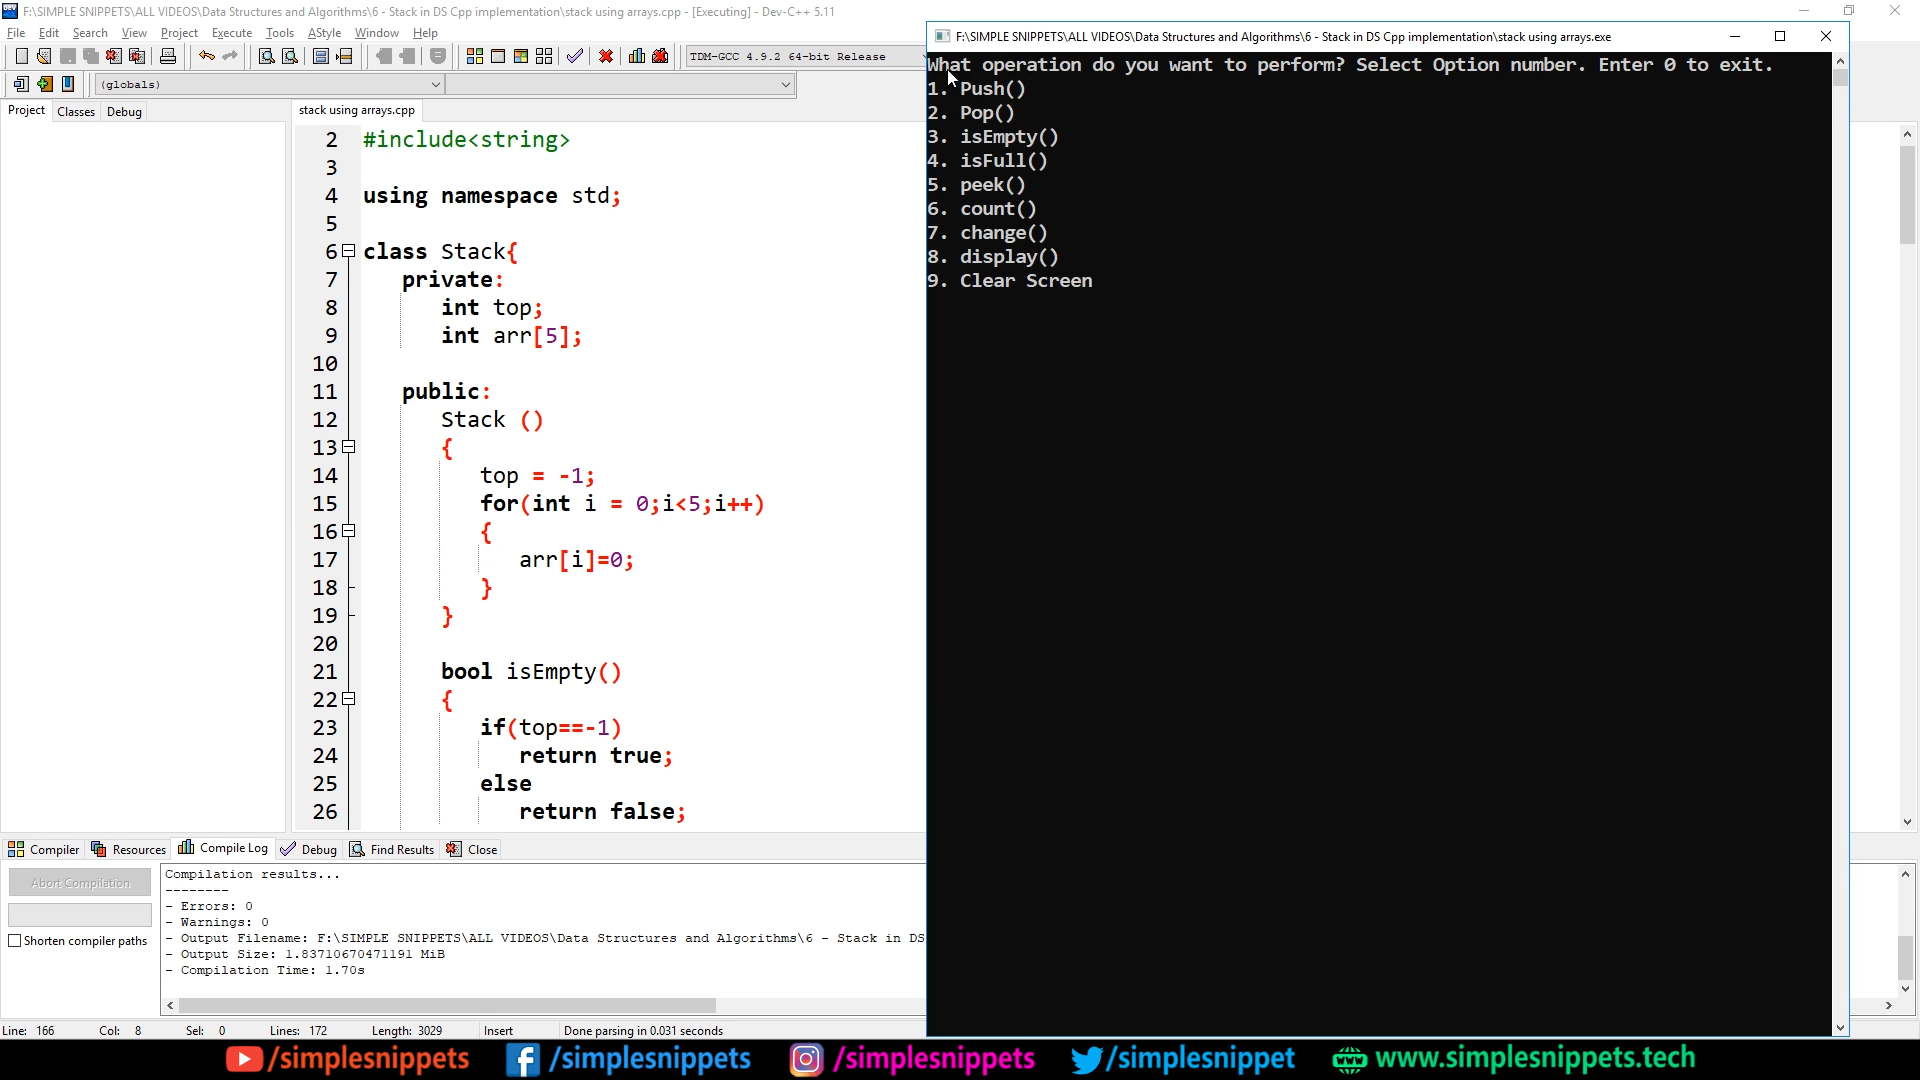 F:\SIMPLE SNIPPETS\ALL VIDEOS\Data Structures and Algorithms\6 - Stack in DS Cpp implementation\stack using arrays.cpp - [Executing] - Dev-C++ 5.11
File Edit Search View Project Execute Tools AStyle Window Help
TDM-GCC 4.9.2 64-bit Release
(globals)
Project Classes Debug
stack using arrays.cpp
2 #include<string>
3
4 using namespace std;
5
6 class Stack{
7 private:
8 int top;
9 int arr[5];
10
11 public:
12 Stack ()
13 {
14 top = -1;
15 for(int i = 0;i<5;i++)
16 {
17 arr[i]=0;
18 }
19 }
20
21 bool isEmpty()
22 {
23 if(top==-1)
24 return true;
25 else
26 return false;
F:\SIMPLE SNIPPETS\ALL VIDEOS\Data Structures and Algorithms\6 - Stack in DS Cpp implementation\stack using arrays.exe
What operation do you want to perform? Select Option number. Enter 0 to exit.
1. Push()
2. Pop()
3. isEmpty()
4. isFull()
5. peek()
6. count()
7. change()
8. display()
9. Clear Screen
Compiler Resources Compile Log Debug Find Results Close
Abort Compilation
Shorten compiler paths
Compilation results...
--------
- Errors: 0
- Warnings: 0
- Output Filename: F:\SIMPLE SNIPPETS\ALL VIDEOS\Data Structures and Algorithms\6 - Stack in DS
- Output Size: 1.83710670471191 MiB
- Compilation Time: 1.70s
Line: 166 Col: 8 Sel: 0 Lines: 172 Length: 3029 Insert Done parsing in 0.031 seconds
/simplesnippets /simplesnippets /simplesnippets /simplesnippet www.simplesnippets.tech